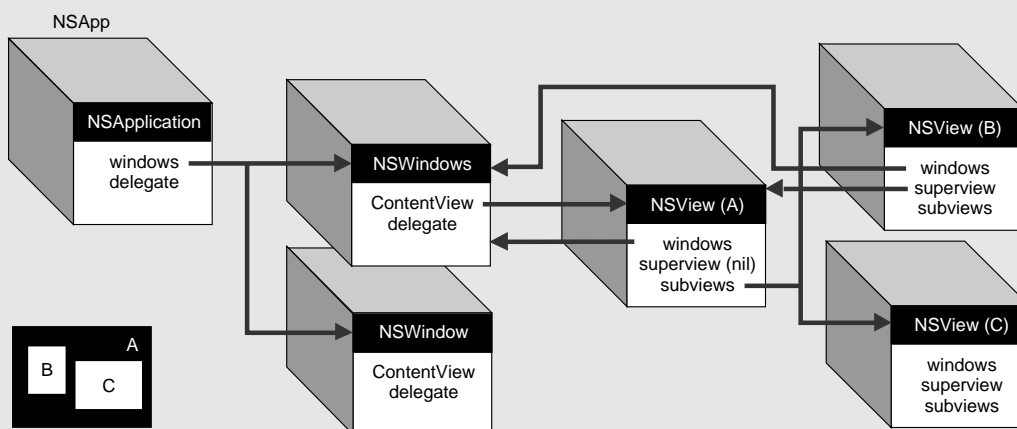 NSApp
NSApplication
windows
delegate
NSWindows
ContentView
delegate
NSWindow
ContentView
delegate
NSView (A)
windows
superview (nil)
subviews
NSView (B)
windows
superview
subviews
NSView (C)
windows
superview
subviews
A
B
C